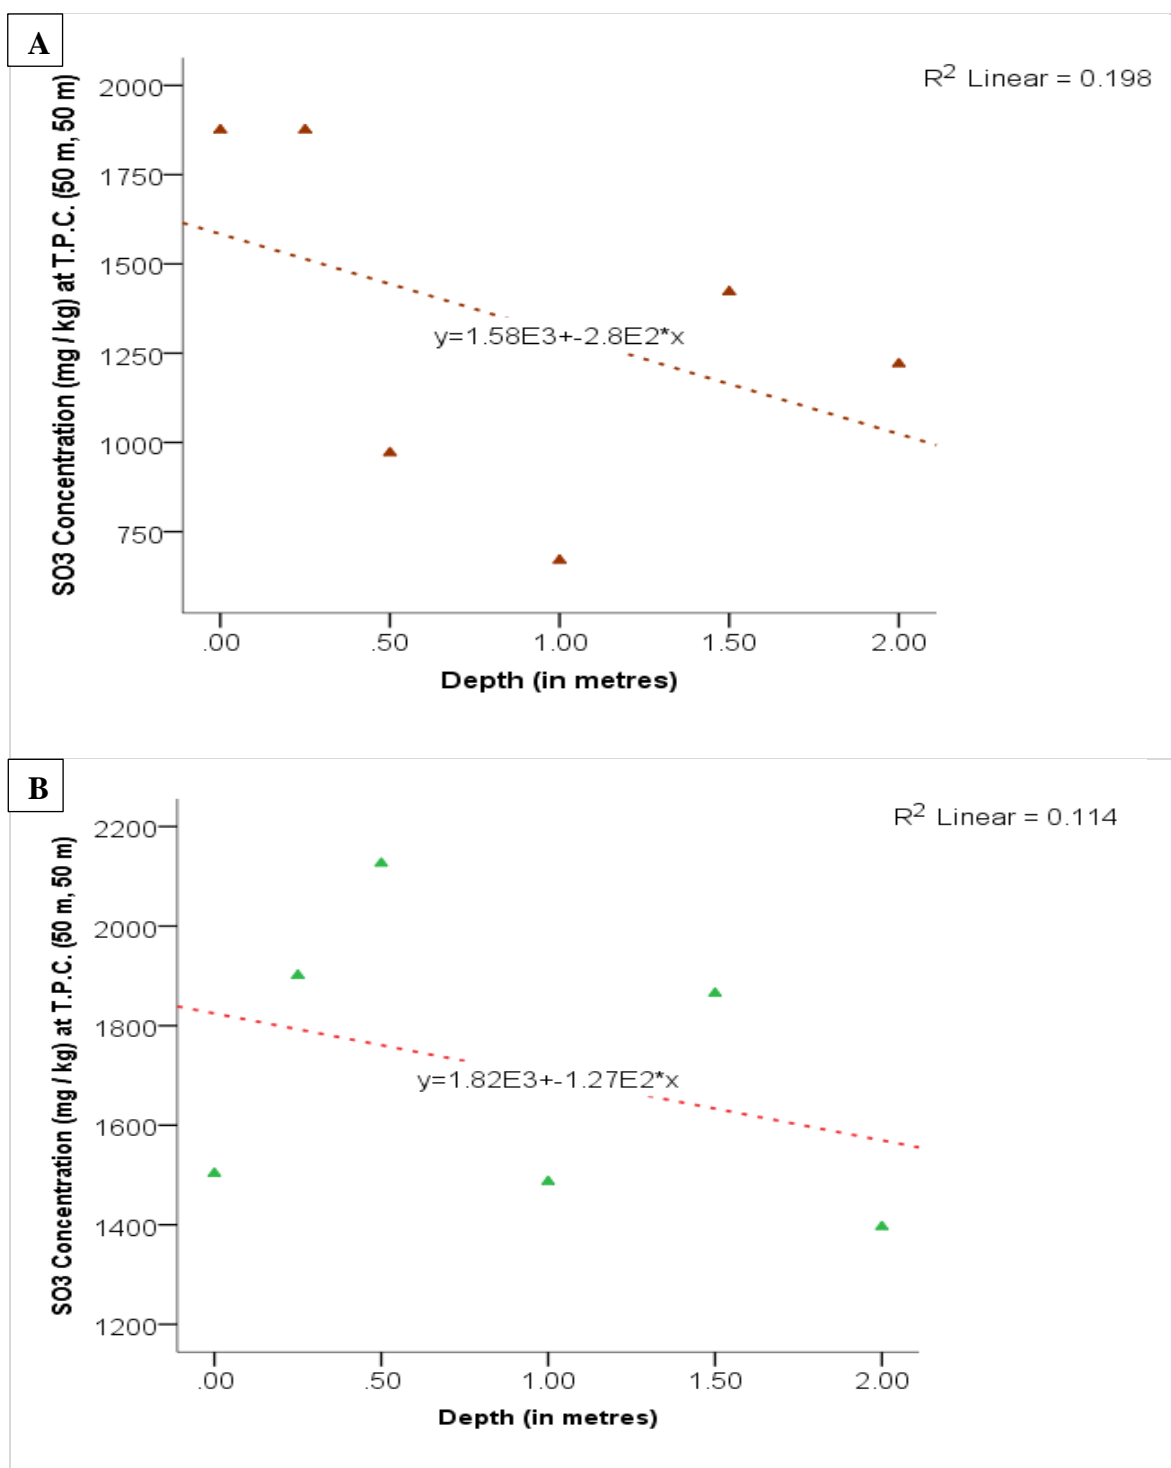 A
R2 Linear = 0.198
SO3 Concentration (mg / kg) at T.P.C. (50 m, 50 m)
2000
1750
1500
1250
1000
750
y=1.58E3+-2.8E2*x
.00 .50 1.00 1.50 2.00
Depth (in metres)
B
R2 Linear = 0.114
SO3 Concentration (mg / kg) at T.P.C. (50 m, 50 m)
2200
2000
1800
1600
1400
1200
y=1.82E3+-1.27E2*x
.00 .50 1.00 1.50 2.00
Depth (in metres)